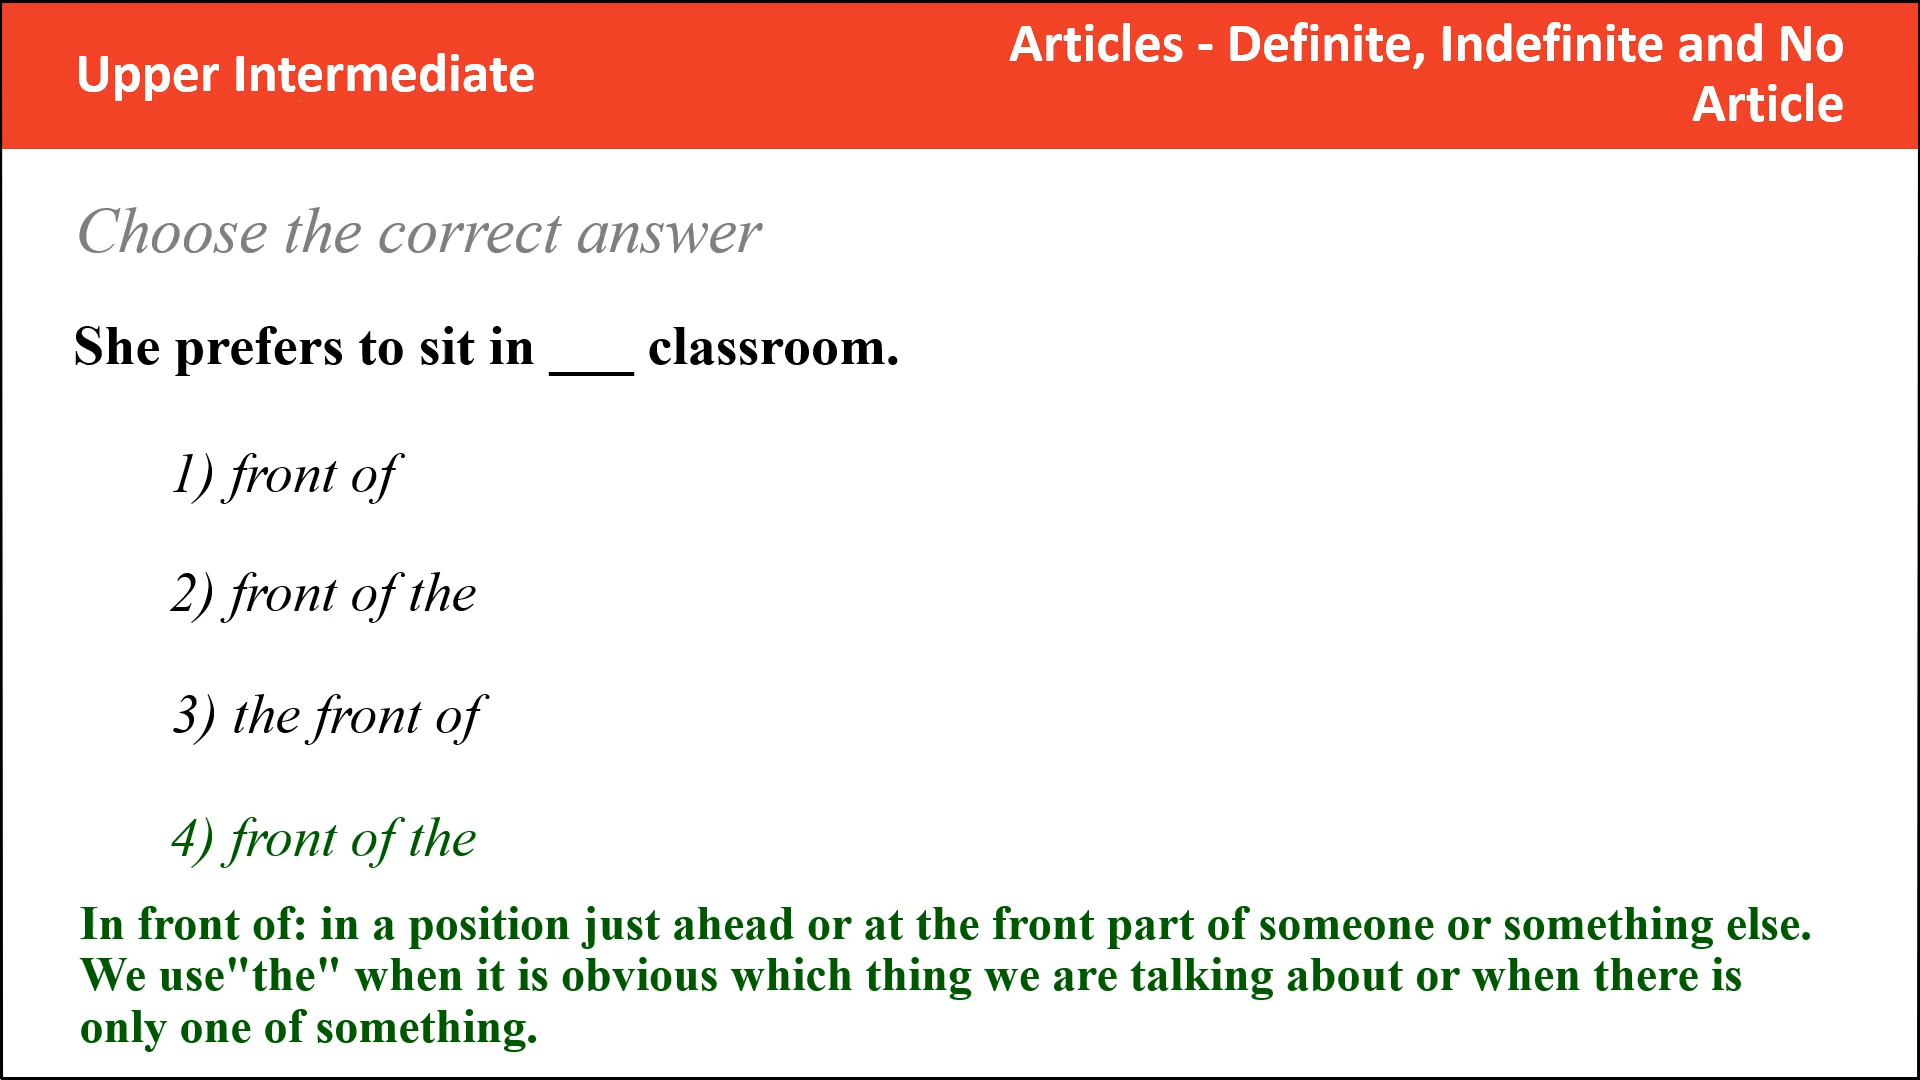 Upper Intermediate
Articles - Definite, Indefinite and No
Article
Choose the correct answer
She prefers to sit in ___ classroom.
1) front of
2) front of the
3) the front of
4) front of the
In front of: in a position just ahead or at the front part of someone or something else.
We use"the" when it is obvious which thing we are talking about or when there is
only one of something.